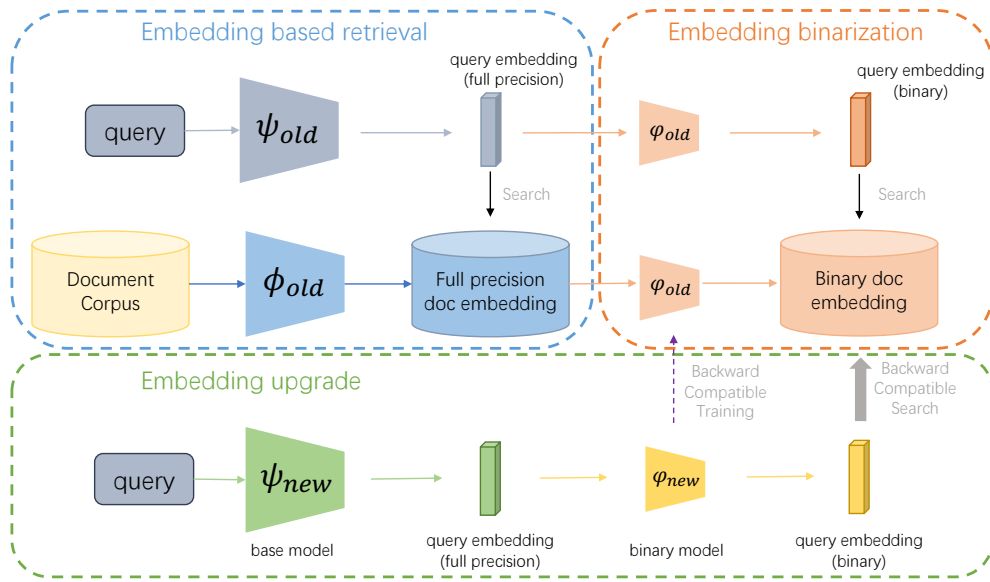 Embedding based retrieval
query
ψold
query embedding
(full precision)
Search
Document
Corpus
ϕold
Full precision
doc embedding
Embedding binarization
φold
query embedding
(binary)
Search
φold
Binary doc
embedding
Embedding upgrade
Backward
Compatible
Training
Backward
Compatible
Search
query
ψnew
base model
query embedding
(full precision)
φnew
binary model
query embedding
(binary)